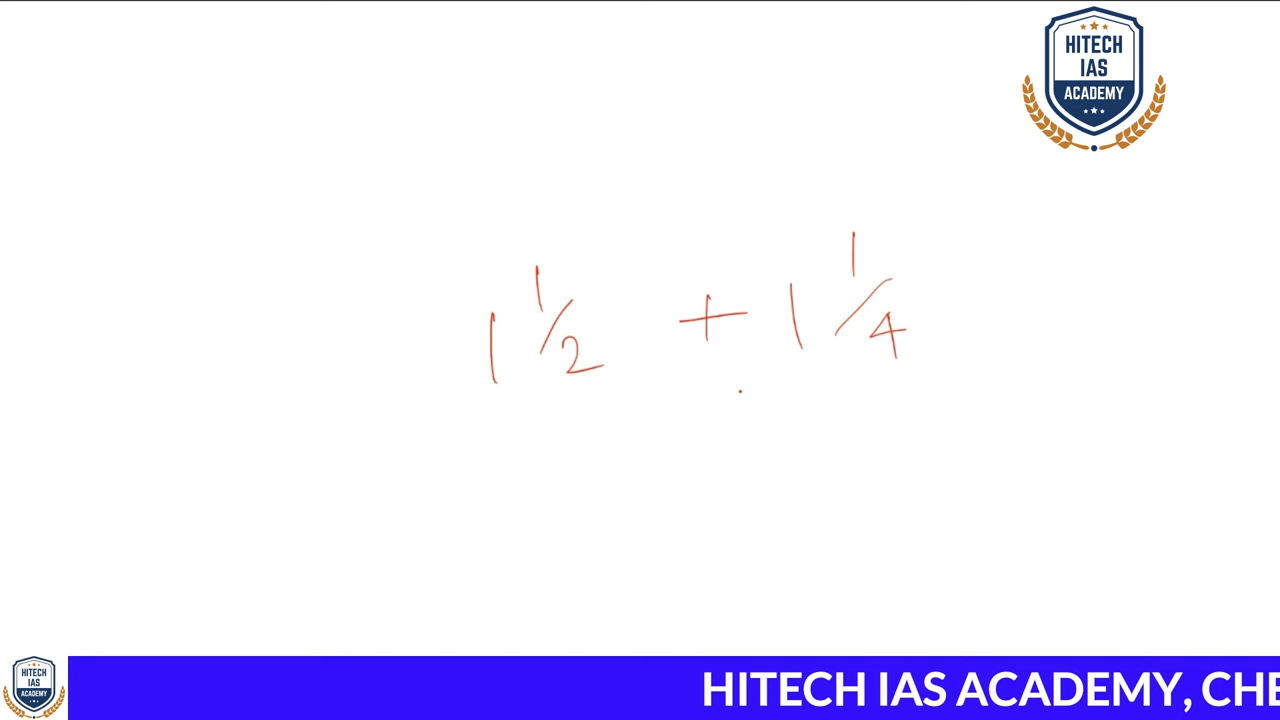 HITECH
IAS
ACADEMY
1 1/2 + 1 1/4
HITECH
IAS
ACADEMY
HITECH IAS ACADEMY, CHE